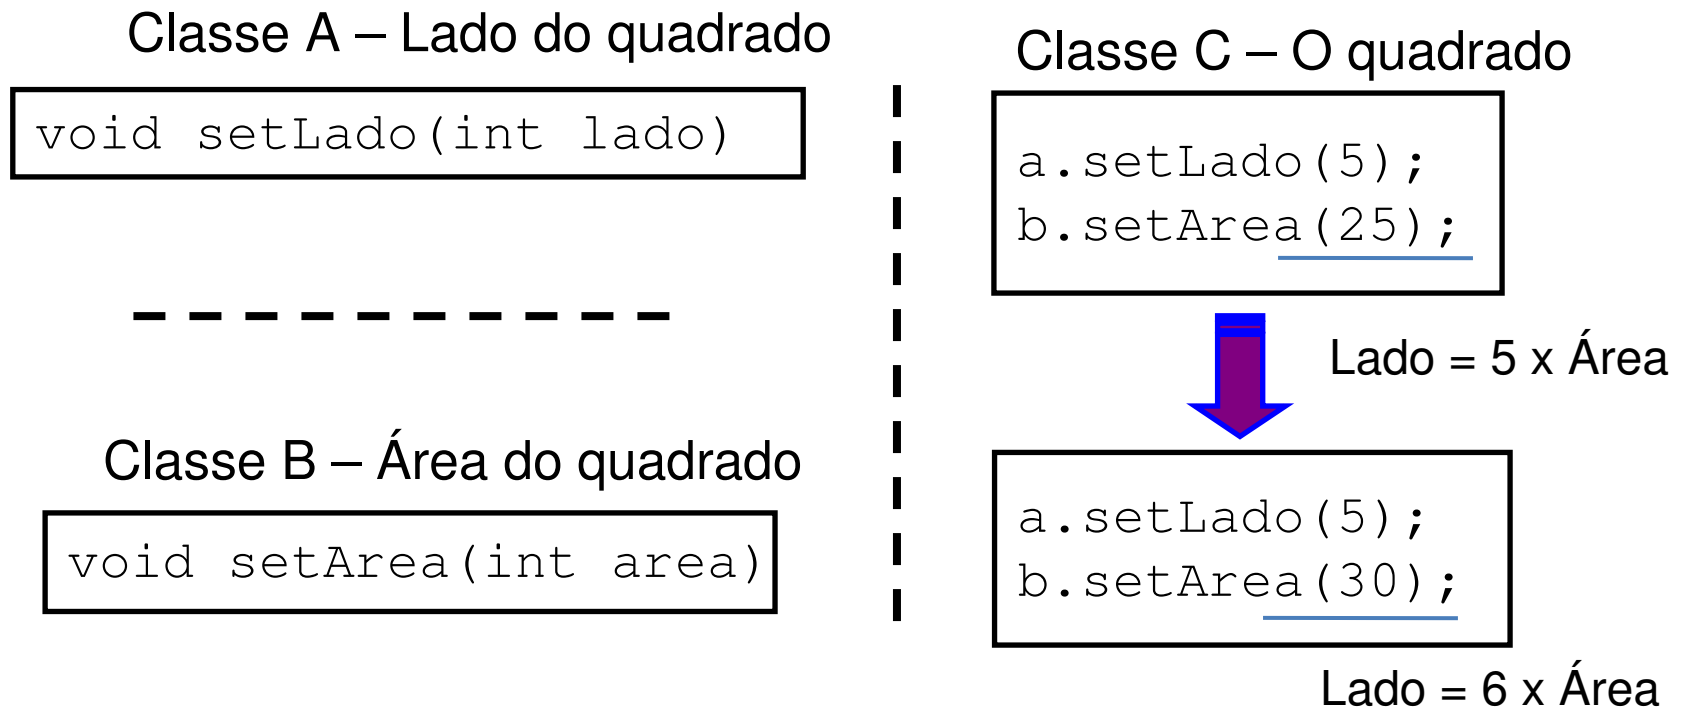 Classe A – Lado do quadrado
void setLado(int lado)
Classe B – Área do quadrado
void setArea(int area)
Classe C – O quadrado
a.setLado(5);
b.setArea(25);
Lado = 5 x Área
a.setLado(5);
b.setArea(30);
Lado = 6 x Área